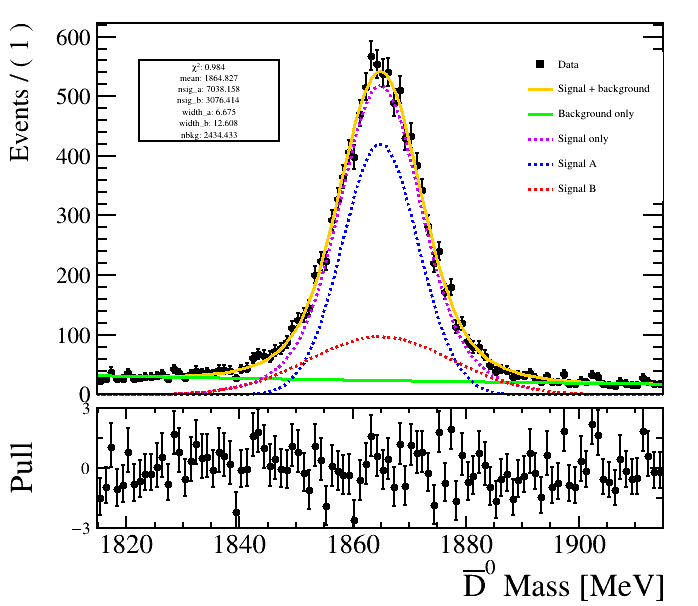 Events / ( 1 )
600
500
400
300
200
100
0
χ²: 0.984
mean: 1864.827
nsig_a: 7038.158
nsig_b: 3076.414
width_a: 6.675
width_b: 12.608
nbkg: 2434.433
Data
Signal + background
Background only
Signal only
Signal A
Signal B
Pull
3
0
−3
1820 1840 1860 1880 1900
D̅⁰ Mass [MeV]